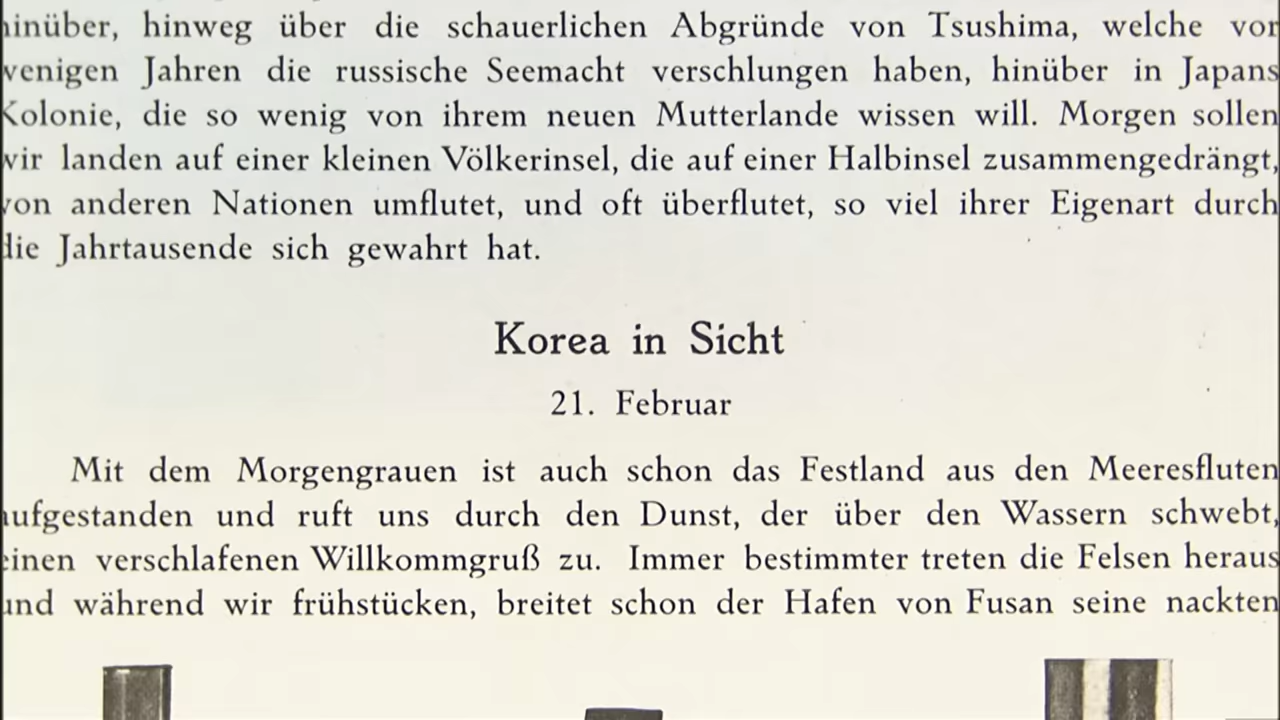 hinüber, hinweg über die schauerlichen Abgründe von Tsushima, welche vor
wenigen Jahren die russische Seemacht verschlungen haben, hinüber in Japans
Kolonie, die so wenig von ihrem neuen Mutterlande wissen will. Morgen sollen
wir landen auf einer kleinen Völkerinsel, die auf einer Halbinsel zusammengedrängt,
von anderen Nationen umflutet, und oft überflutet, so viel ihrer Eigenart durch
die Jahrtausende sich gewahrt hat.
Korea in Sicht
21. Februar
Mit dem Morgengrauen ist auch schon das Festland aus den Meeresfluten
aufgestanden und ruft uns durch den Dunst, der über den Wassern schwebt,
einen verschlafenen Willkommgruß zu. Immer bestimmter treten die Felsen heraus
und während wir frühstücken, breitet schon der Hafen von Fusan seine nackten